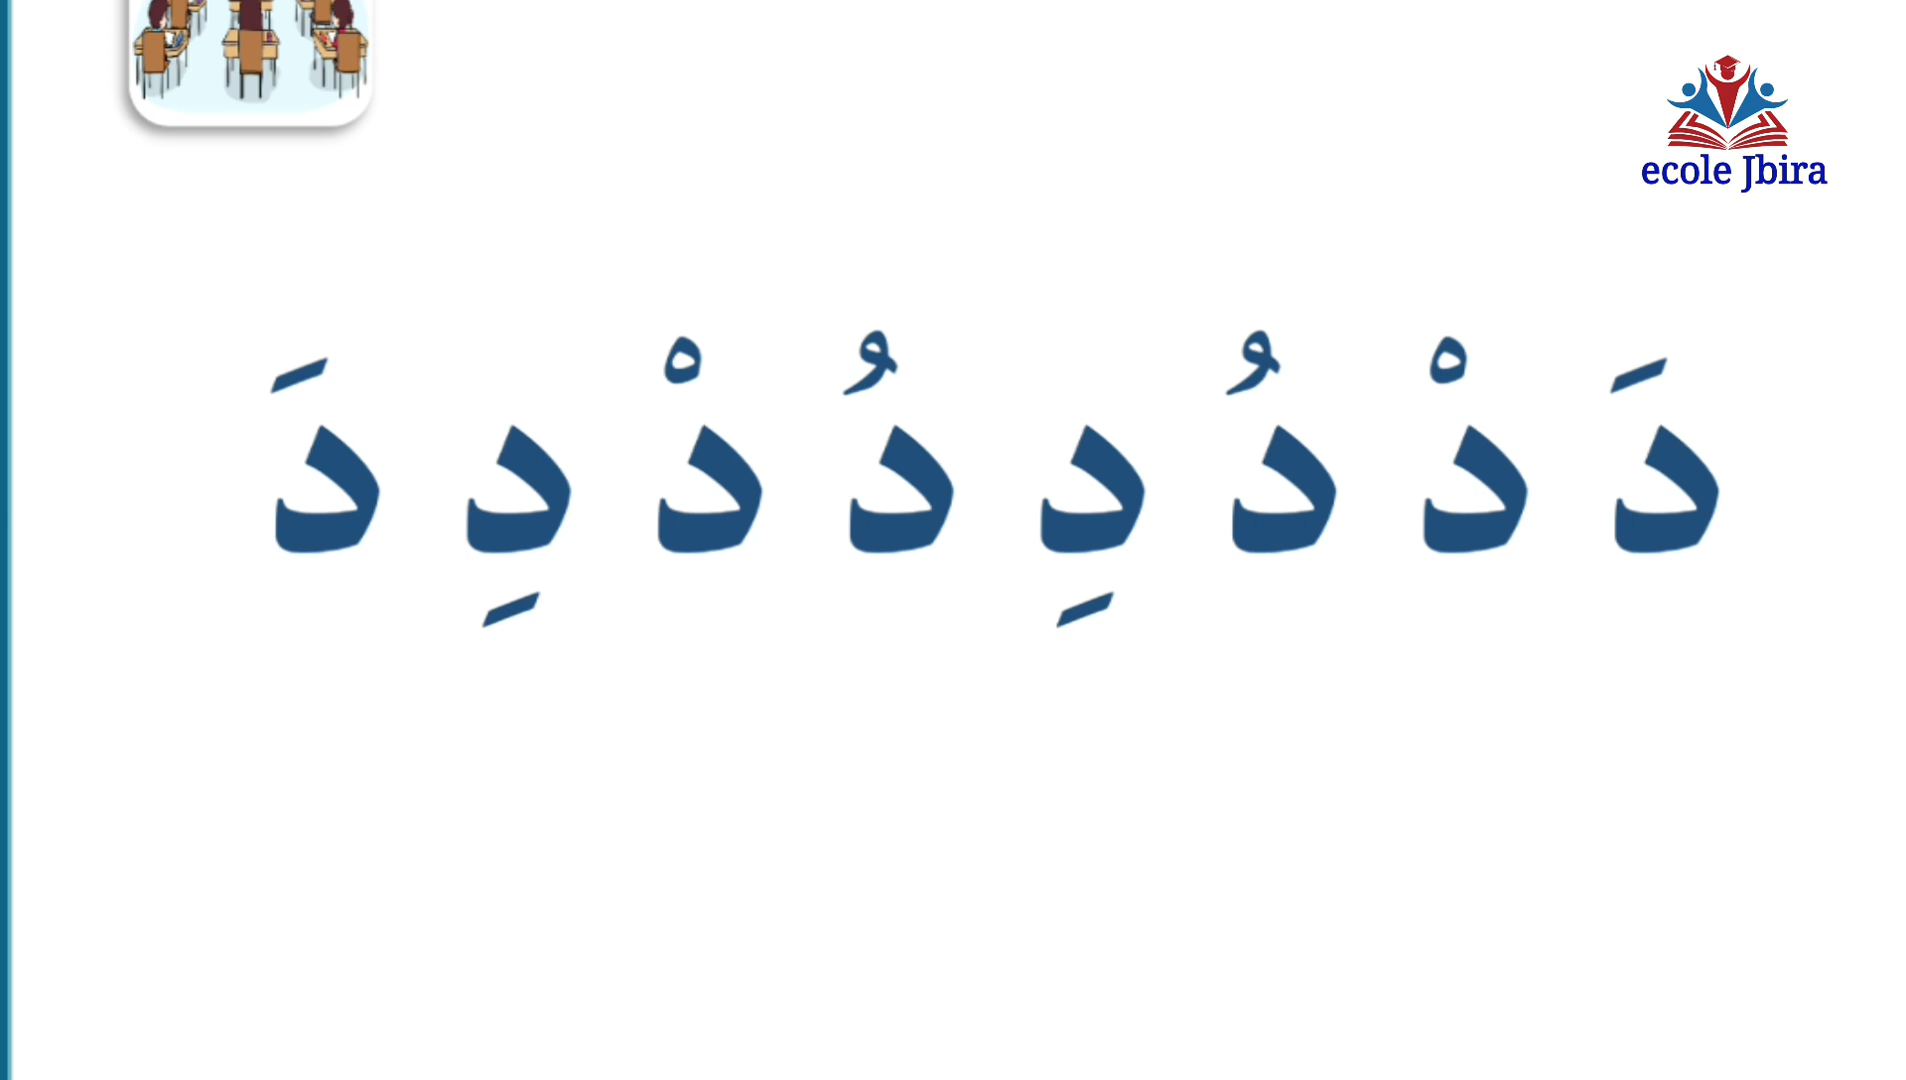 ecole Jbira
دَ دْ دُ دِ دُ دْ دِ دَ